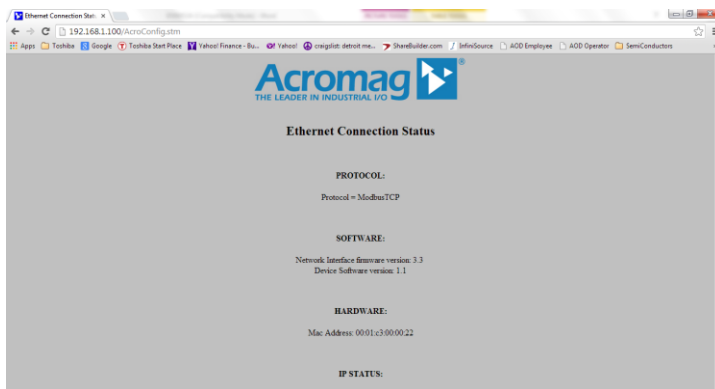 Ethernet Connection Stat
192.168.1.100/AcroConfig.stm
Apps Toshiba Google Toshiba Start Place Yahoo! Finance - Bu... Yahoo! craigslist: detroit me... ShareBuilder.com InfiniSource AOD Employee AOD Operator SemiConductors
Acromag®
THE LEADER IN INDUSTRIAL I/O
Ethernet Connection Status
PROTOCOL:
Protocol = ModbusTCP
SOFTWARE:
Network Interface firmware version: 3.3
Device Software version: 1.1
HARDWARE:
Mac Address: 00:01:c3:00:00:22
IP STATUS: